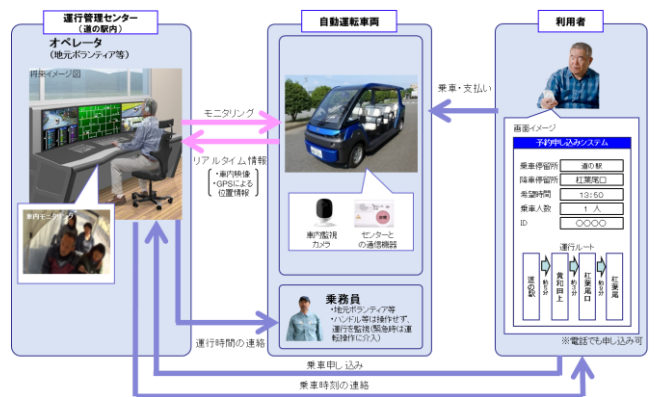 運行管理センター
（道の駅内）
オペレータ
（地元ボランティア等）
将来イメージ図
車内モニタリング
モニタリング
リアルタイム情報
・車内映像
・GPSによる
位置情報
自動運転車両
車内監視
カメラ
センターと
の通信機器
乗務員
・地元ボランティア等
・ハンドル等は操作せず、
運行を監視（緊急時は運
転操作に介入）
運行時間の連絡
乗車申し込み
乗車時刻の連絡
乗車・支払い
利用者
画面イメージ
予約申し込みシステム
乗車停留所 道の駅
降車停留所 紅葉尾口
希望時間 13：50
乗車人数 1 人
ID ○○○○
運行ルート
道の駅
黄和田上
紅葉尾口
紅葉尾
※電話でも申し込み可